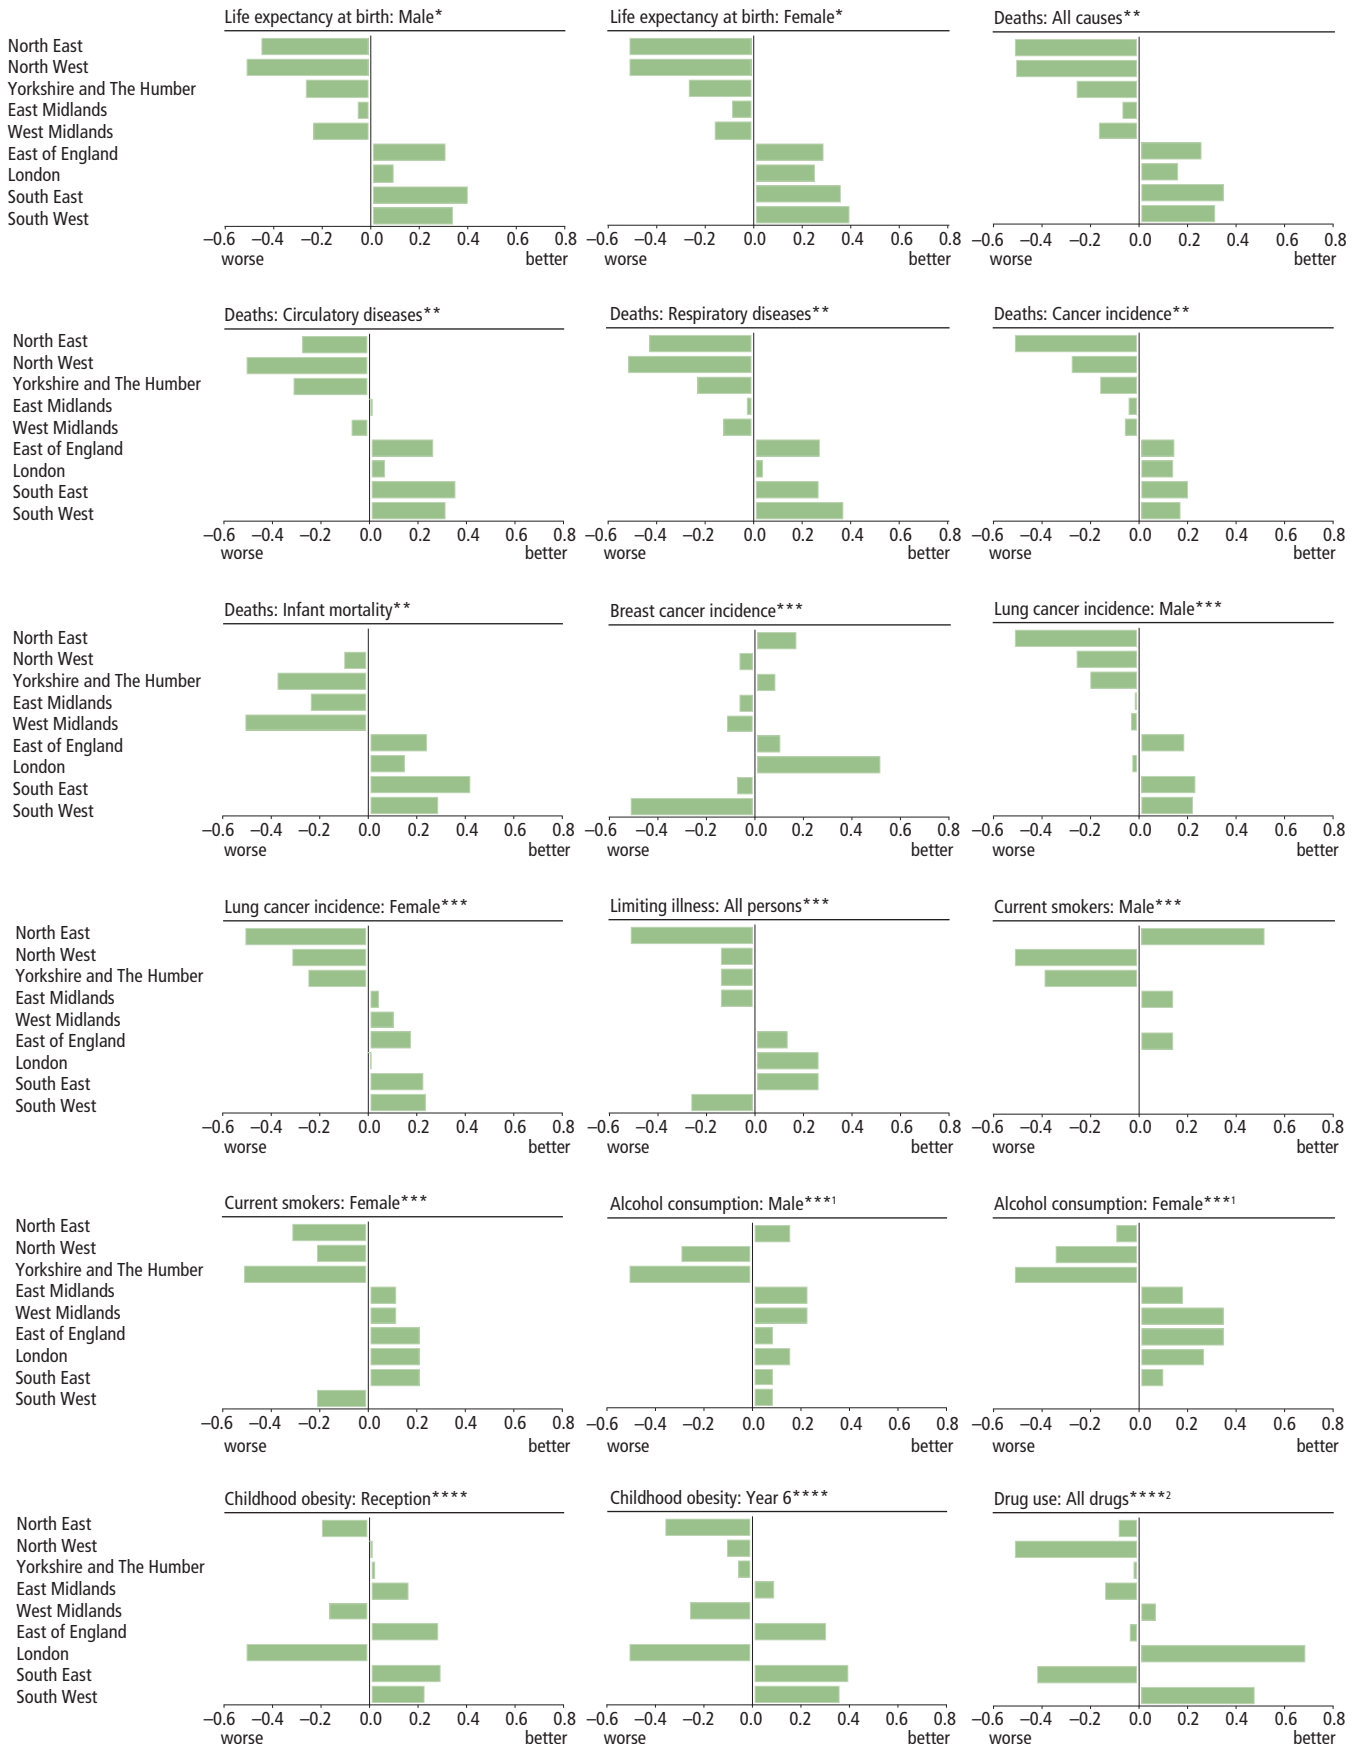 Life expectancy at birth: Male* Life expectancy at birth: Female* Deaths: All causes**
North East
North West
Yorkshire and The Humber
East Midlands
West Midlands
East of England
London
South East
South West
–0.6 –0.4 –0.2 0.0 0.2 0.4 0.6 0.8 –0.6 –0.4 –0.2 0.0 0.2 0.4 0.6 0.8 –0.6 –0.4 –0.2 0.0 0.2 0.4 0.6 0.8
worse better worse better worse better
Deaths: Circulatory diseases** Deaths: Respiratory diseases** Deaths: Cancer incidence**
North East
North West
Yorkshire and The Humber
East Midlands
West Midlands
East of England
London
South East
South West
–0.6 –0.4 –0.2 0.0 0.2 0.4 0.6 0.8 –0.6 –0.4 –0.2 0.0 0.2 0.4 0.6 0.8 –0.6 –0.4 –0.2 0.0 0.2 0.4 0.6 0.8
worse better worse better worse better
Deaths: Infant mortality** Breast cancer incidence*** Lung cancer incidence: Male***
North East
North West
Yorkshire and The Humber
East Midlands
West Midlands
East of England
London
South East
South West
–0.6 –0.4 –0.2 0.0 0.2 0.4 0.6 0.8 –0.6 –0.4 –0.2 0.0 0.2 0.4 0.6 0.8 –0.6 –0.4 –0.2 0.0 0.2 0.4 0.6 0.8
worse better worse better worse better
Lung cancer incidence: Female*** Limiting illness: All persons*** Current smokers: Male***
North East
North West
Yorkshire and The Humber
East Midlands
West Midlands
East of England
London
South East
South West
–0.6 –0.4 –0.2 0.0 0.2 0.4 0.6 0.8 –0.6 –0.4 –0.2 0.0 0.2 0.4 0.6 0.8 –0.6 –0.4 –0.2 0.0 0.2 0.4 0.6 0.8
worse better worse better worse better
Current smokers: Female*** Alcohol consumption: Male***¹ Alcohol consumption: Female***¹
North East
North West
Yorkshire and The Humber
East Midlands
West Midlands
East of England
London
South East
South West
–0.6 –0.4 –0.2 0.0 0.2 0.4 0.6 0.8 –0.6 –0.4 –0.2 0.0 0.2 0.4 0.6 0.8 –0.6 –0.4 –0.2 0.0 0.2 0.4 0.6 0.8
worse better worse better worse better
Childhood obesity: Reception**** Childhood obesity: Year 6**** Drug use: All drugs****²
North East
North West
Yorkshire and The Humber
East Midlands
West Midlands
East of England
London
South East
South West
–0.6 –0.4 –0.2 0.0 0.2 0.4 0.6 0.8 –0.6 –0.4 –0.2 0.0 0.2 0.4 0.6 0.8 –0.6 –0.4 –0.2 0.0 0.2 0.4 0.6 0.8
worse better worse better worse better